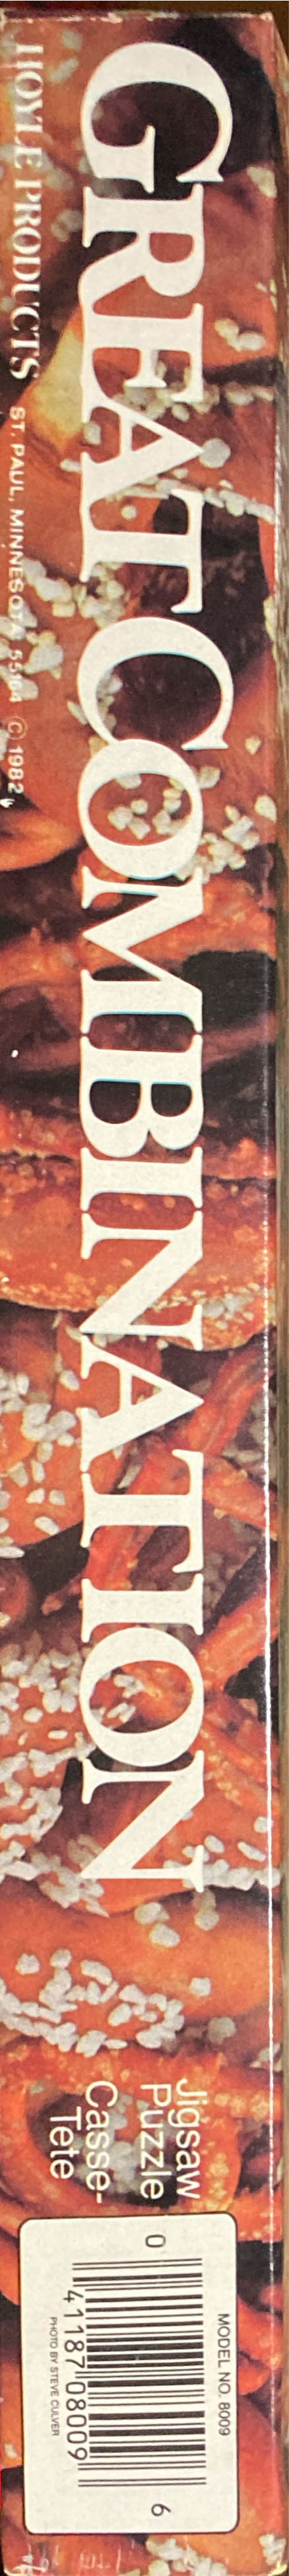 GREAT COMBINATION
HOYLE PRODUCTS ST. PAUL, MINNESOTA 55164 © 1982
Jigsaw
Puzzle
Casse-
Tete
MODEL NO. 8009
0 41187 08009 6
PHOTO BY STEVE CULVER